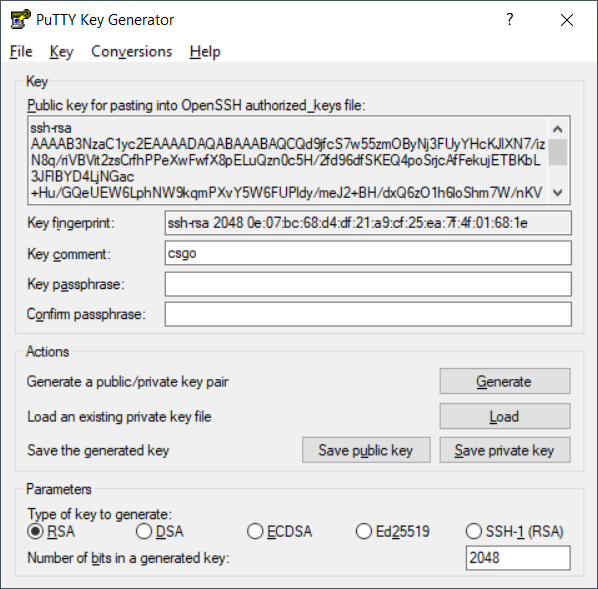 PuTTY Key Generator
File Key Conversions Help
Key
Public key for pasting into OpenSSH authorized_keys file:
ssh-rsa
AAAAB3NzaC1yc2EAAAADAQABAAABAQCQd9jfcS7w55zmOByNj3FUyYHcKJlXN7/iz
N8q/riVBVit2zsCrfhPPeXwFwfX8pELuQzn0c5H/2fd96dfSKEQ4poSrjcAfFekujETBKbL
3JFlBYD4LjNGac
+Hu/GQeUEW6LphNW9kqmPXvY5W6FUPldy/meJ2+BH/dxQ6zO1h6loShm7W/nKV
Key fingerprint: ssh-rsa 2048 0e:07:bc:68:d4:df:21:a9:cf:25:ea:7f:4f:01:68:1e
Key comment: csgo
Key passphrase:
Confirm passphrase:
Actions
Generate a public/private key pair Generate
Load an existing private key file Load
Save the generated key Save public key Save private key
Parameters
Type of key to generate:
RSA DSA ECDSA Ed25519 SSH-1 (RSA)
Number of bits in a generated key: 2048